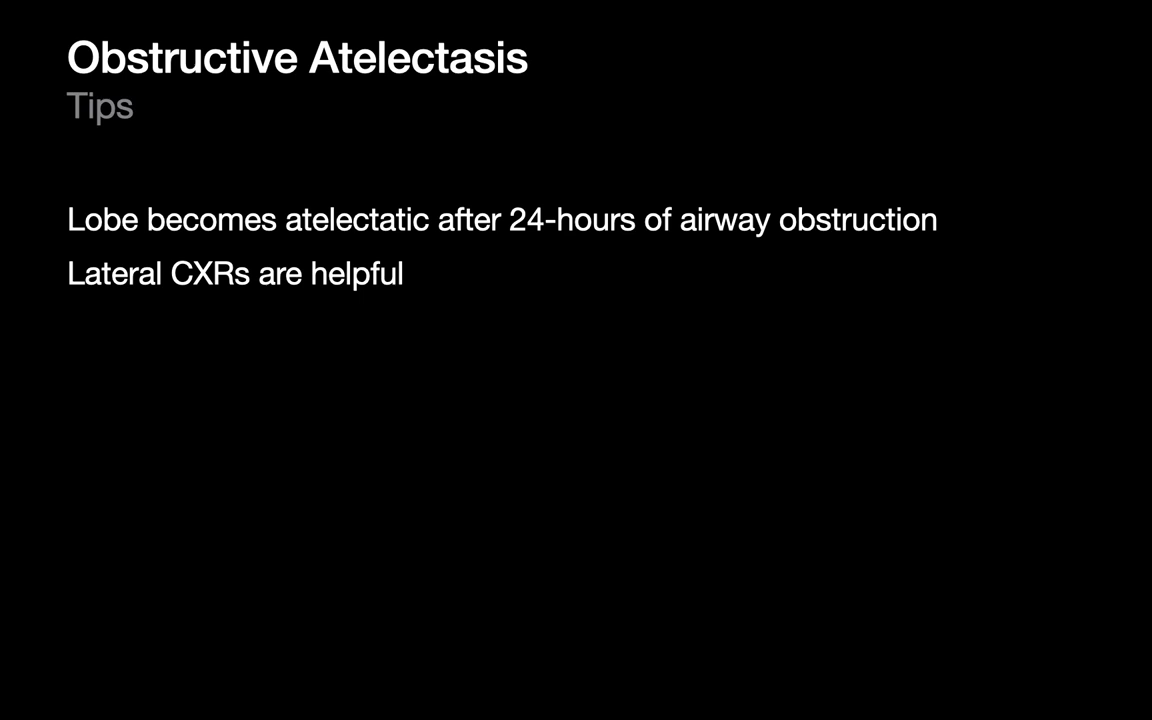 Obstructive Atelectasis
Tips
Lobe becomes atelectatic after 24-hours of airway obstruction
Lateral CXRs are helpful